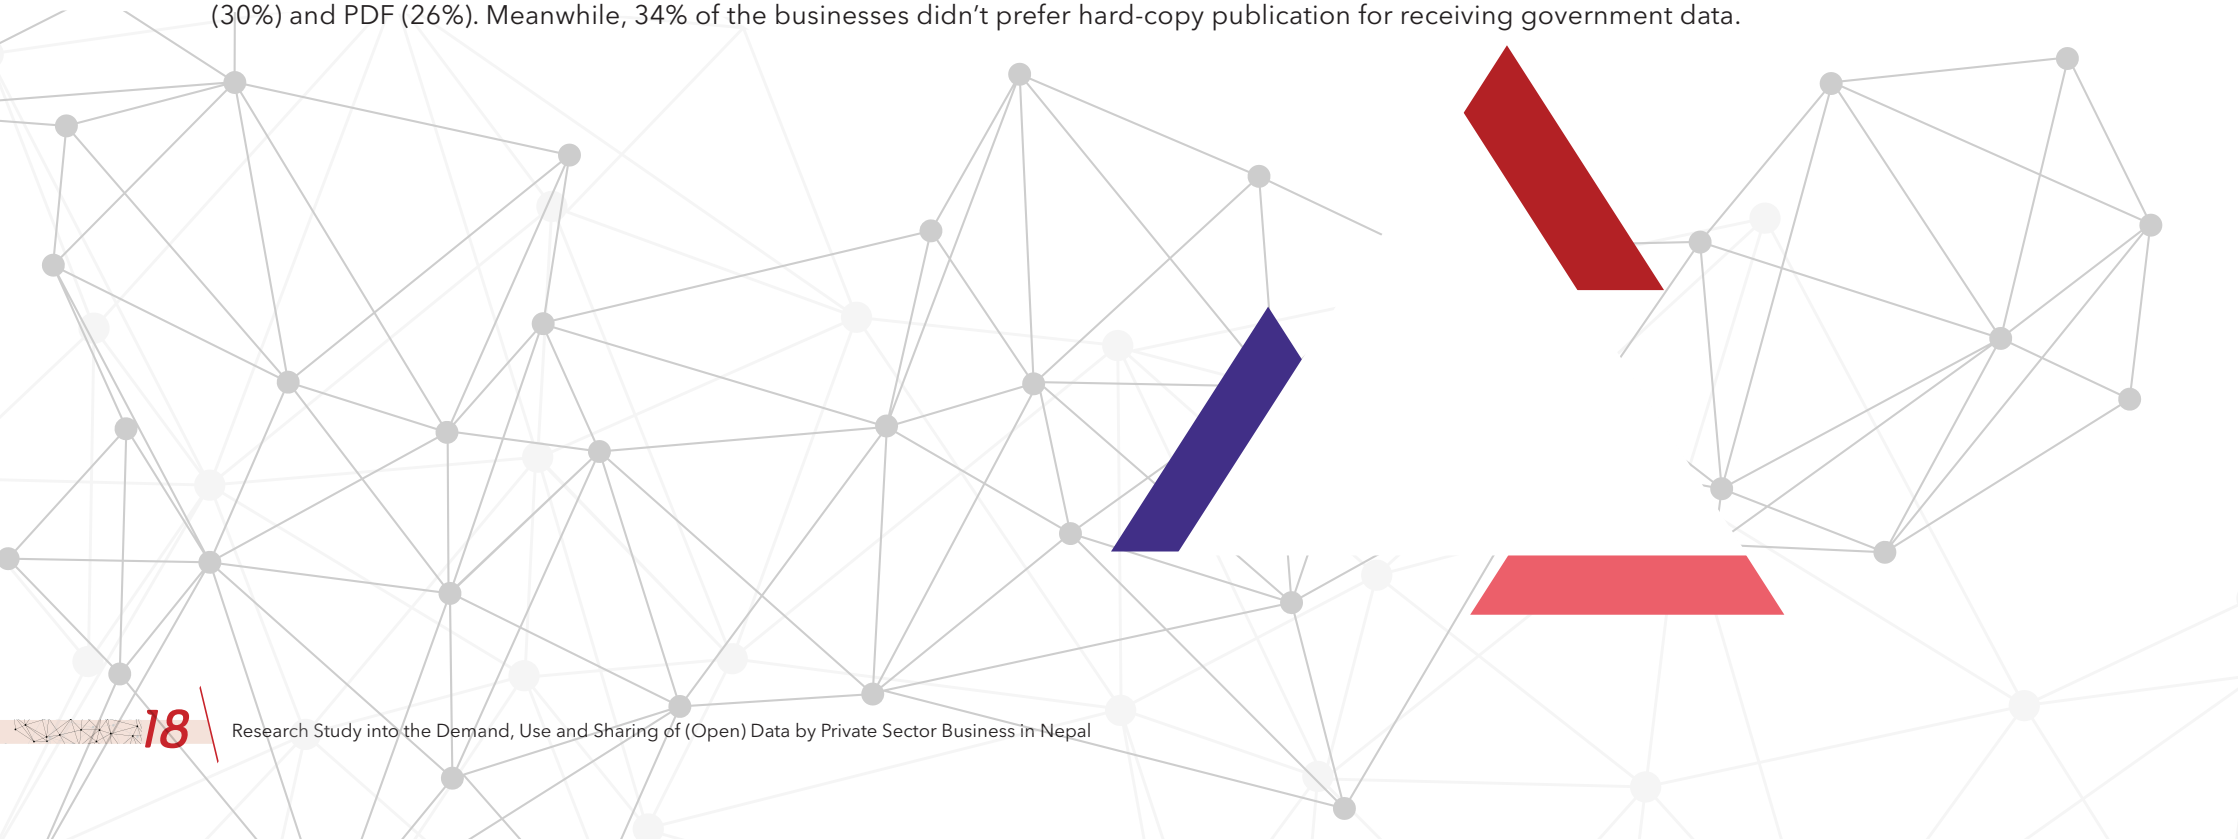 (30%) and PDF (26%). Meanwhile, 34% of the businesses didn’t prefer hard-copy publication for receiving government data.
18
Research Study into the Demand, Use and Sharing of (Open) Data by Private Sector Business in Nepal